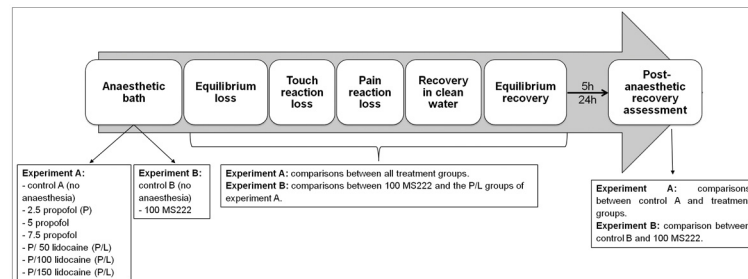 Anaesthetic
bath
Equilibrium
loss
Touch
reaction
loss
Pain
reaction
loss
Recovery
in clean
water
Equilibrium
recovery
5h
24h
Post-
anaesthetic
recovery
assessment
Experiment A:
- control A (no
anaesthesia)
- 2.5 propofol (P)
- 5 propofol
- 7.5 propofol
- P/ 50 lidocaine (P/L)
- P/100 lidocaine (P/L)
- P/150 lidocaine (P/L)
Experiment B:
control B (no
anaesthesia)
- 100 MS222
Experiment A: comparisons between all treatment groups.
Experiment B: comparisons between 100 MS222 and the P/L groups of
experiment A.
Experiment A: comparisons
between control A and treatment
groups.
Experiment B: comparison between
control B and 100 MS222.